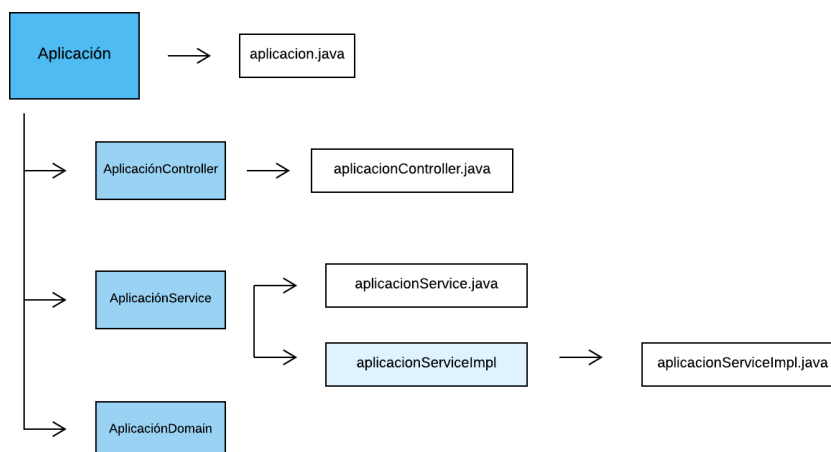 Aplicación
aplicacion.java
AplicaciónController
aplicacionController.java
AplicaciónService
aplicacionService.java
aplicacionServiceImpl
aplicacionServiceImpl.java
AplicaciónDomain